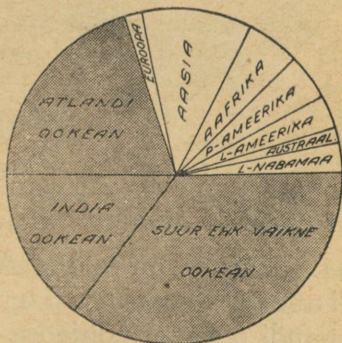 EUROOPA
AASIA
AAFRIKA
P-AMEERIKA
L-AMEERIKA
AUSTRAAL
L-NABAMAA
ATLANDI
OOKEAN
INDIA
OOKEAN
SUUR EHK VAIKNE
OOKEAN